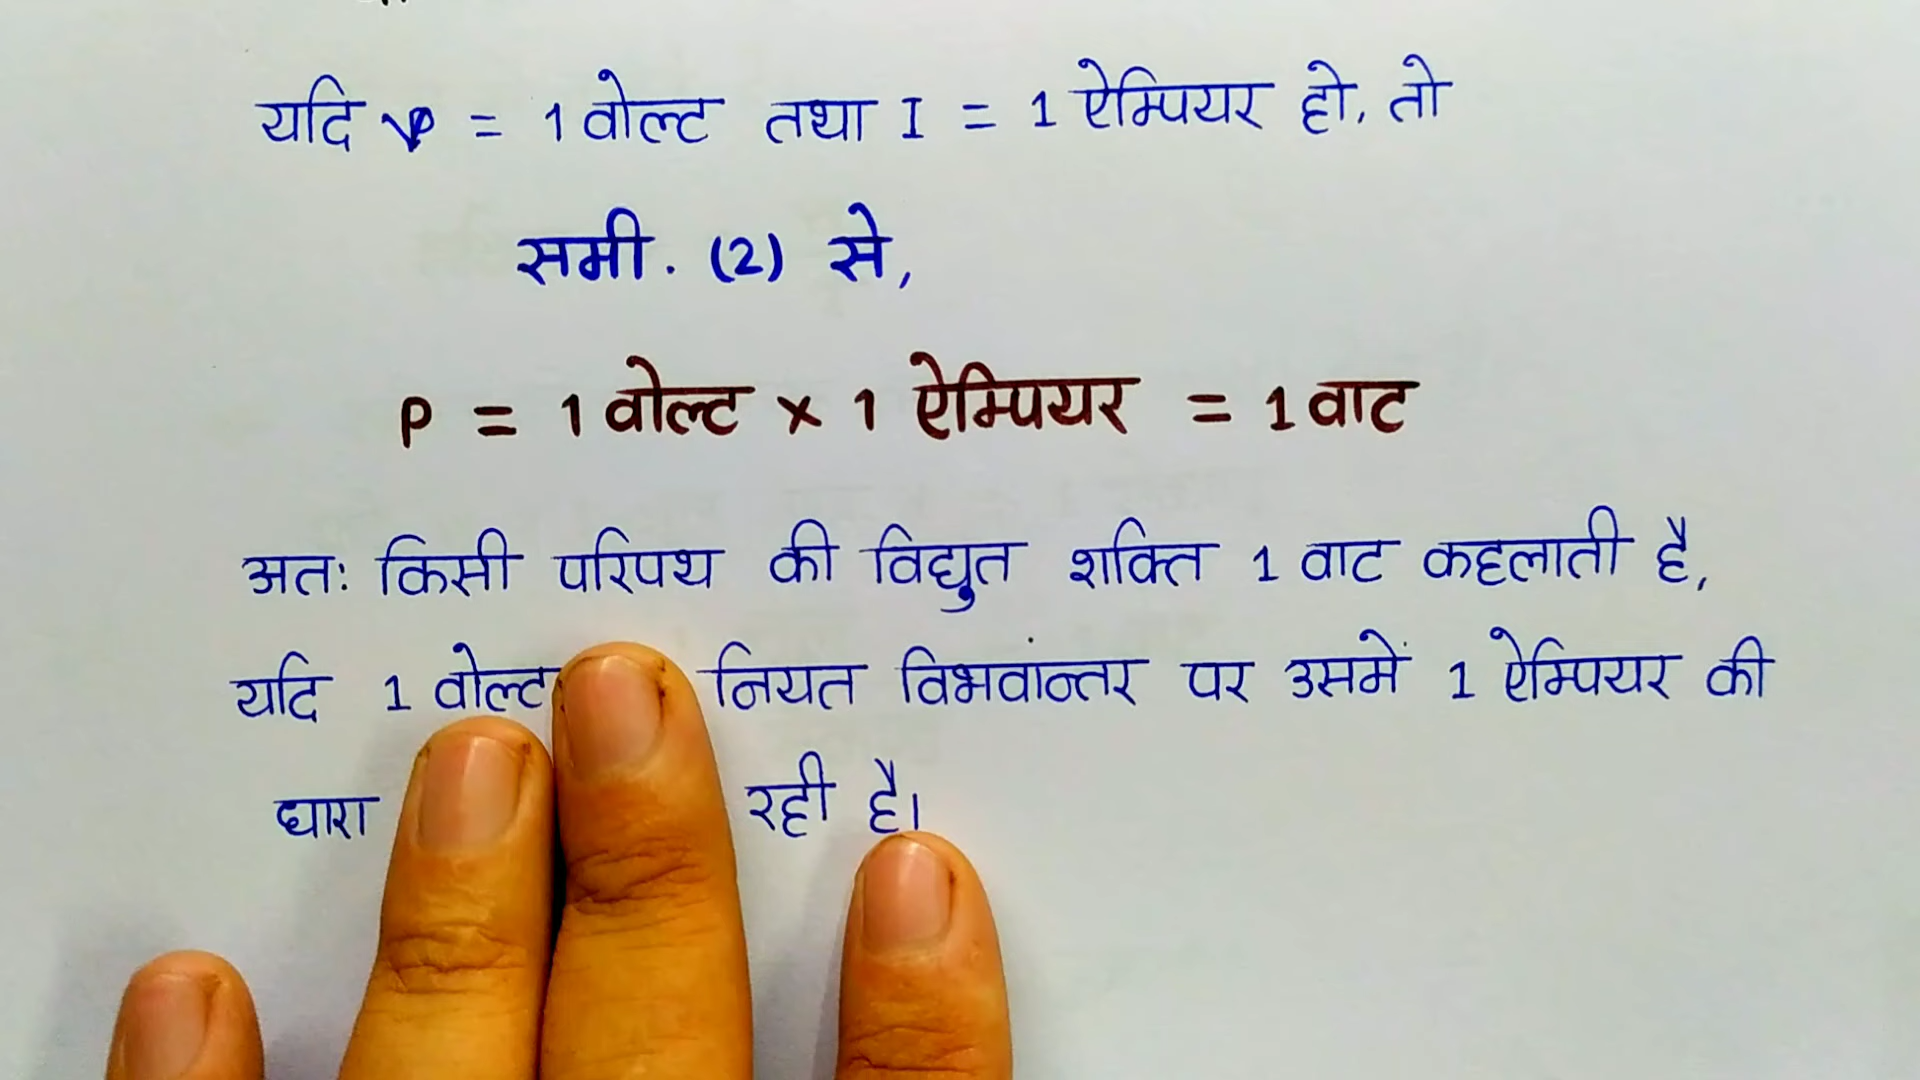 यदि V = 1 वोल्ट तथा I = 1 ऐम्पियर हो, तो
समी. (2) से,
P = 1 वोल्ट × 1 ऐम्पियर = 1 वाट
अतः किसी परिपथ की विद्युत शक्ति 1 वाट कहलाती है,
यदि 1 वोल्ट नियत विभवांन्तर पर उसमें 1 ऐम्पियर की
धारा रही है।